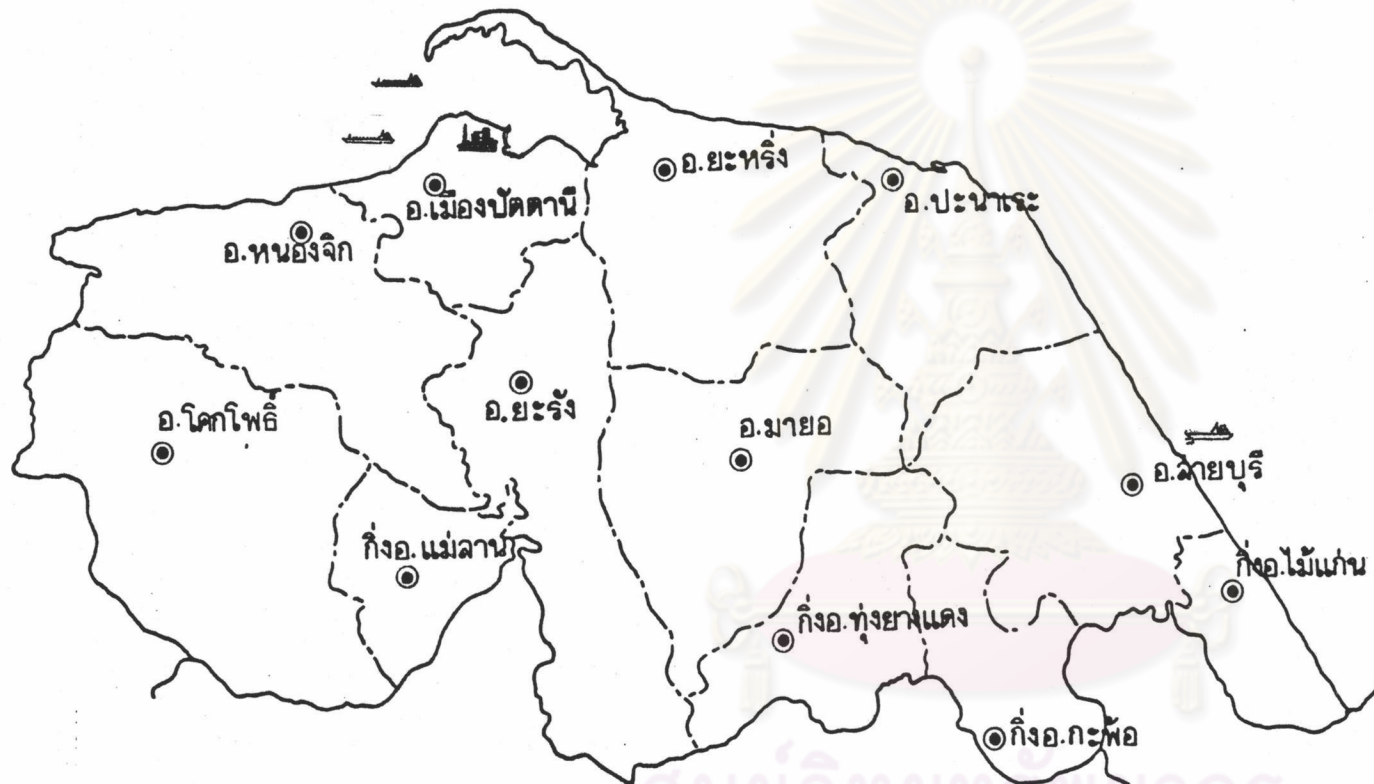 อ.ยะหริ่ง
อ.ปะนาเระ
อ.เมืองปัตตานี
อ.หนองจิก
อ.ยะรัง
อ.โคกโพธิ์
อ.มายอ
อ.สายบุรี
กิ่งอ.แม่ลาน
กิ่งอ.ไม้แก่น
กิ่งอ.ทุ่งยางแดง
กิ่งอ.กะพ้อ